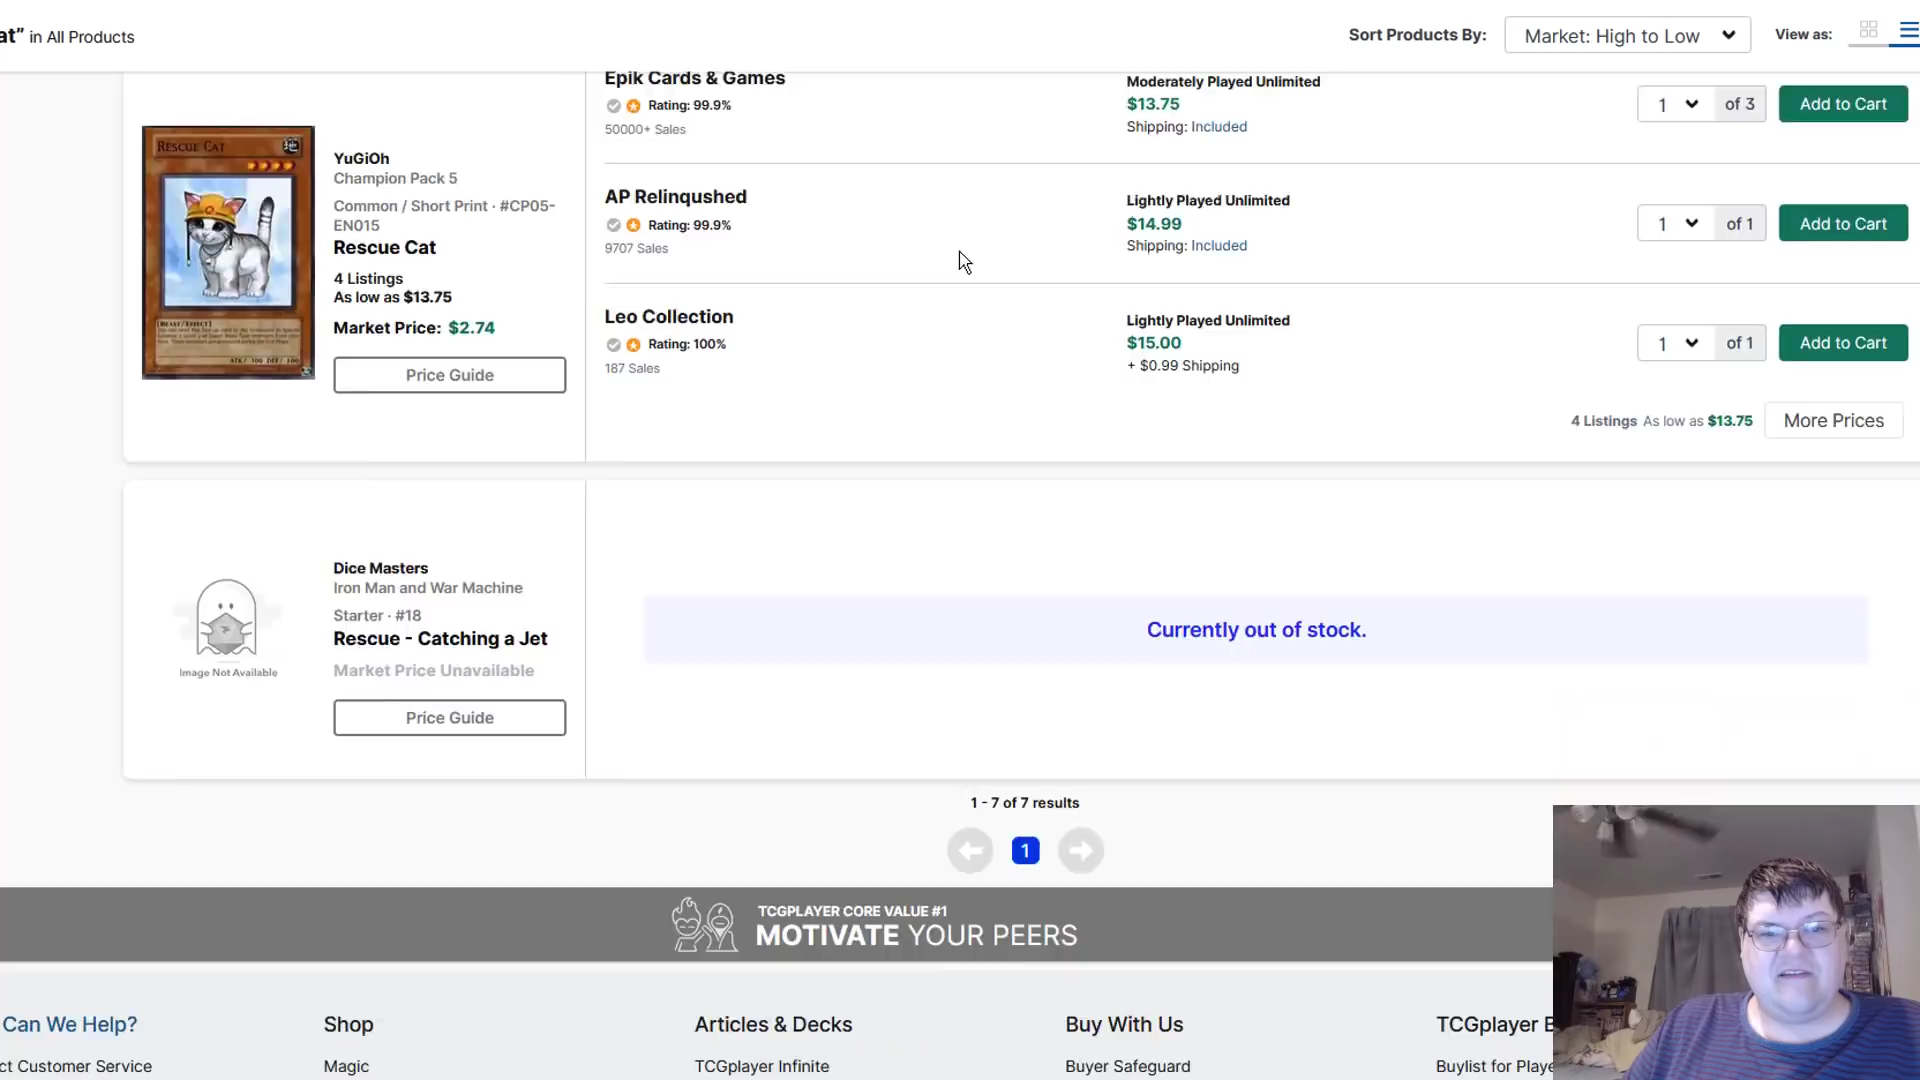 at” in All Products
Sort Products By:
Market: High to Low
View as:
RESCUE CAT
YuGiOh
Champion Pack 5
Common / Short Print · #CP05-
EN015
Rescue Cat
4 Listings
As low as $13.75
Market Price: $2.74
Price Guide
Epik Cards & Games
Rating: 99.9%
50000+ Sales
Moderately Played Unlimited
$13.75
Shipping: Included
1
of 3
Add to Cart
AP Relinqushed
Rating: 99.9%
9707 Sales
Lightly Played Unlimited
$14.99
Shipping: Included
1
of 1
Add to Cart
Leo Collection
Rating: 100%
187 Sales
Lightly Played Unlimited
$15.00
+ $0.99 Shipping
1
of 1
Add to Cart
4 Listings As low as $13.75
More Prices
Dice Masters
Iron Man and War Machine
Starter · #18
Rescue - Catching a Jet
Market Price Unavailable
Price Guide
Image Not Available
Currently out of stock.
1 - 7 of 7 results
1
TCGPLAYER CORE VALUE #1
MOTIVATE YOUR PEERS
Can We Help?
ct Customer Service
Shop
Magic
Articles & Decks
TCGplayer Infinite
Buy With Us
Buyer Safeguard
TCGplayer B
Buylist for Playe